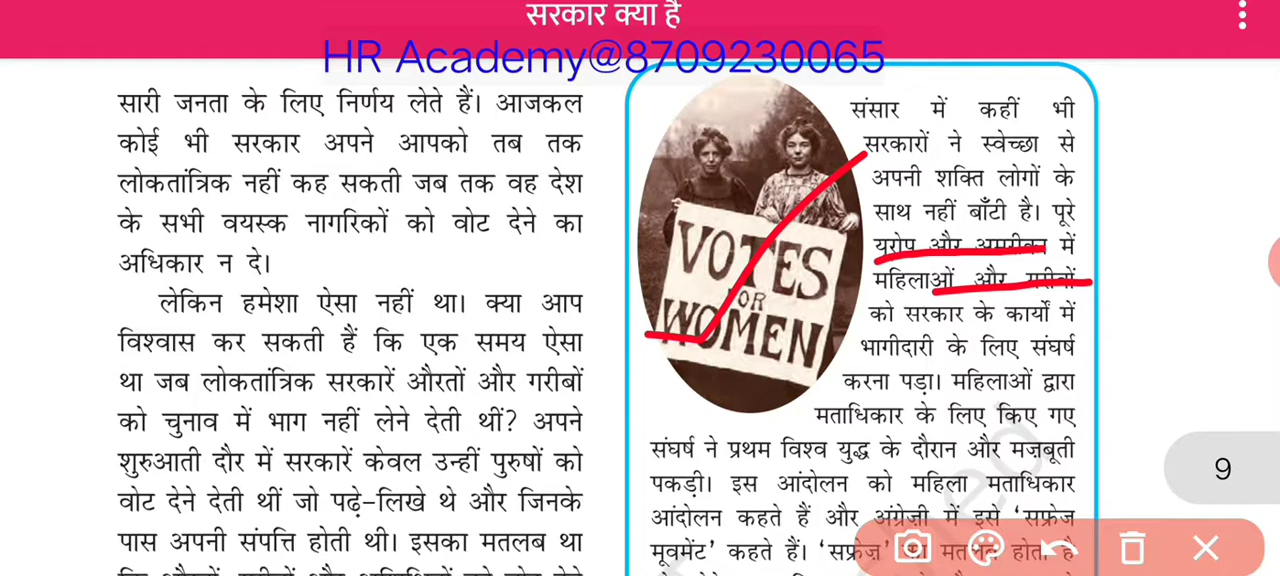 सरकार क्या है
HR Academy@8709230065
सारी जनता के लिए निर्णय लेते हैं। आजकल
कोई भी सरकार अपने आपको तब तक
लोकतांत्रिक नहीं कह सकती जब तक वह देश
के सभी वयस्क नागरिकों को वोट देने का
अधिकार न दे।
लेकिन हमेशा ऐसा नहीं था। क्या आप
विश्वास कर सकती हैं कि एक समय ऐसा
था जब लोकतांत्रिक सरकारें औरतों और गरीबों
को चुनाव में भाग नहीं लेने देती थीं? अपने
शुरुआती दौर में सरकारें केवल उन्हीं पुरुषों को
वोट देने देती थीं जो पढ़े-लिखे थे और जिनके
पास अपनी संपत्ति होती थी। इसका मतलब था
VOTES
FOR
WOMEN
संसार में कहीं भी
सरकारों ने स्वेच्छा से
अपनी शक्ति लोगों के
साथ नहीं बाँटी है। पूरे
यूरोप और अमरीका में
महिलाओं और गरीबों
को सरकार के कार्यों में
भागीदारी के लिए संघर्ष
करना पड़ा। महिलाओं द्वारा
मताधिकार के लिए किए गए
संघर्ष ने प्रथम विश्व युद्ध के दौरान और मजबूती
पकड़ी। इस आंदोलन को महिला मताधिकार
आंदोलन कहते हैं और अंग्रेज़ी में इसे ‘सफ्रेज
मूवमेंट’ कहते हैं। ‘सफ्रेज’ का मतलब होता है
9